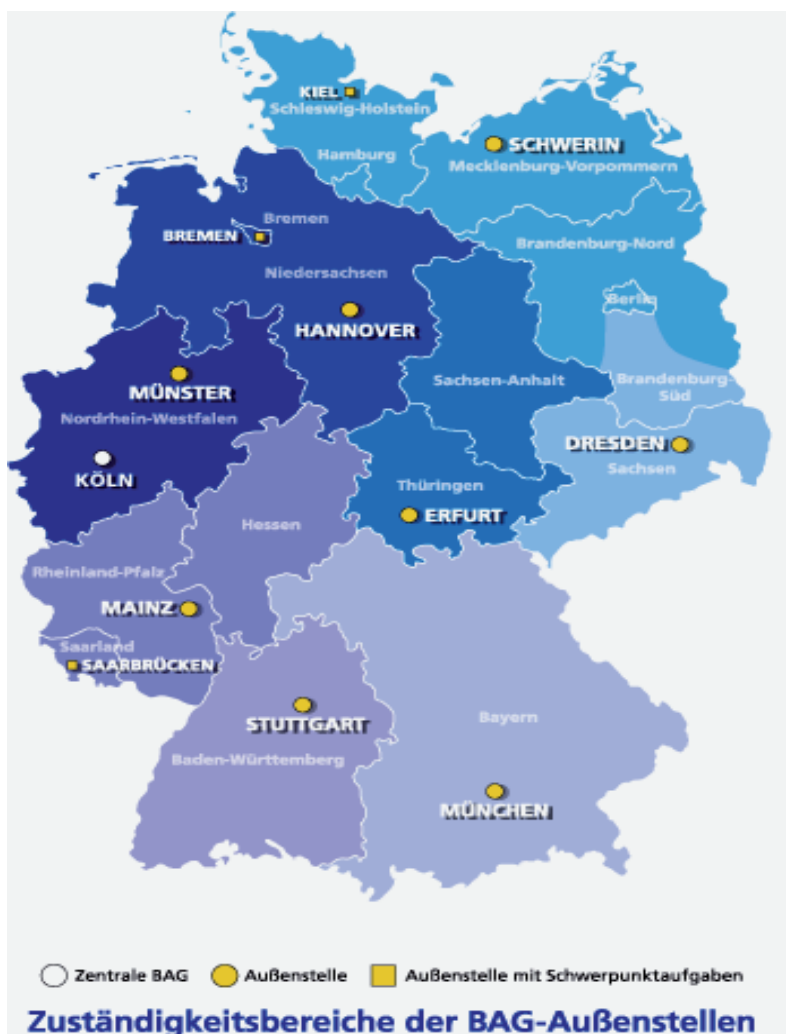 KIEL
Schleswig-Holstein
SCHWERIN
Hamburg
Mecklenburg-Vorpommern
Bremen
BREMEN
Brandenburg-Nord
Niedersachsen
Berlin
HANNOVER
Sachsen-Anhalt
Brandenburg-
Süd
MÜNSTER
Nordrhein-Westfalen
DRESDEN
Sachsen
KÖLN
Thüringen
ERFURT
Hessen
Rheinland-Pfalz
MAINZ
Saarland
SAARBRÜCKEN
STUTTGART
Bayern
Baden-Württemberg
MÜNCHEN
Zentrale BAG Außenstelle Außenstelle mit Schwerpunktaufgaben
Zuständigkeitsbereiche der BAG-Außenstellen